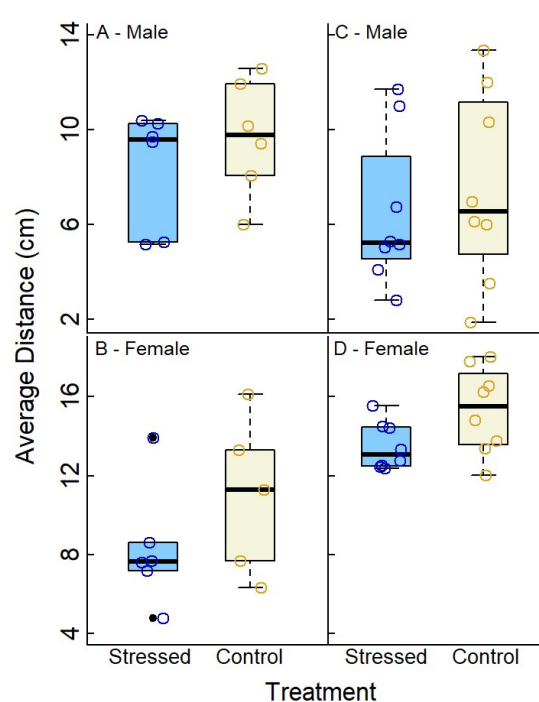 A - Male
C - Male
14
10
6
2
B - Female
D - Female
16
12
8
4
Average Distance (cm)
Stressed Control Stressed Control
Treatment